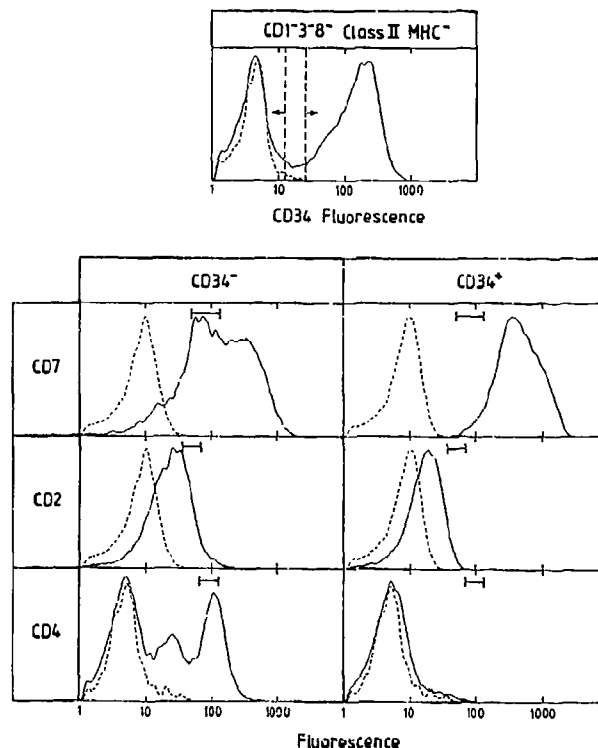 CD1⁻3⁻8⁻ Class II MHC⁻
1 10 100 1000
CD34 Fluorescence
CD34⁻ CD34⁺
CD7
CD2
CD4
1 10 100 1000 1 10 100 1000
Fluorescence